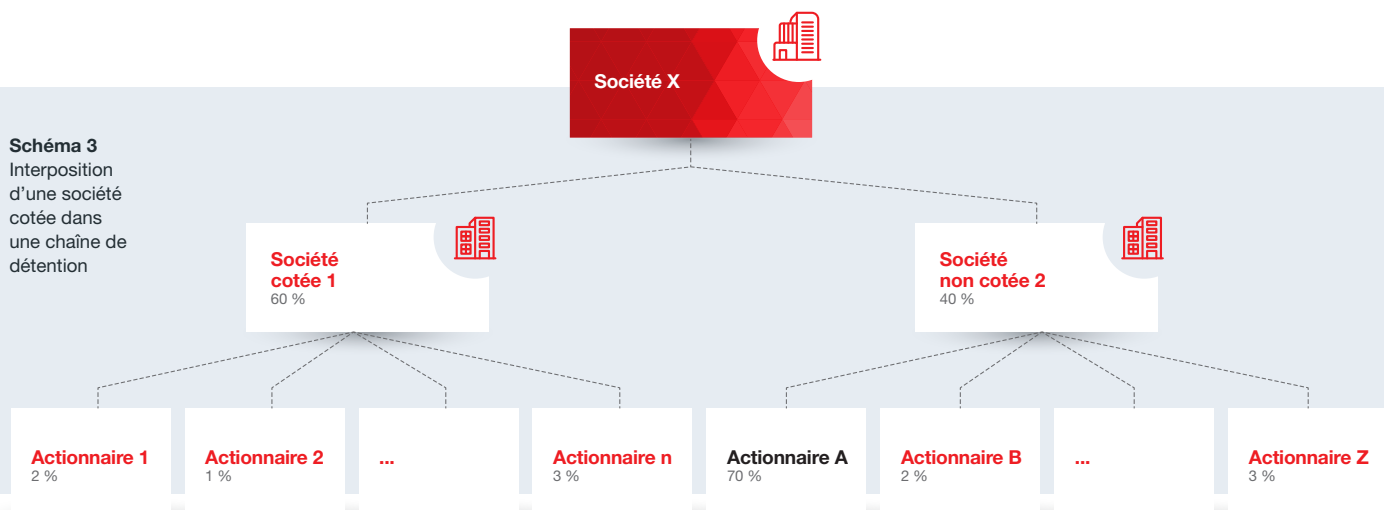 Société X
Schéma 3
Interposition
d’une société
cotée dans
une chaîne de
détention
Société
cotée 1
60 %
Société
non cotée 2
40 %
Actionnaire 1
2 %
Actionnaire 2
1 %
...
Actionnaire n
3 %
Actionnaire A
70 %
Actionnaire B
2 %
...
Actionnaire Z
3 %